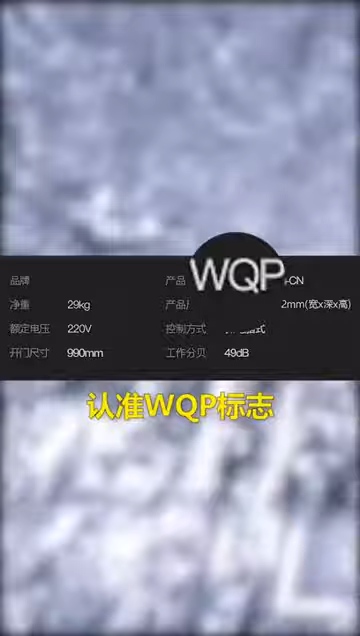 品牌
产品
WQP
-CN
净重 29kg
产品
2mm(宽x深x高)
额定电压 220V
控制方式
开门尺寸 990mm
工作分贝 49dB
认准WQP标志